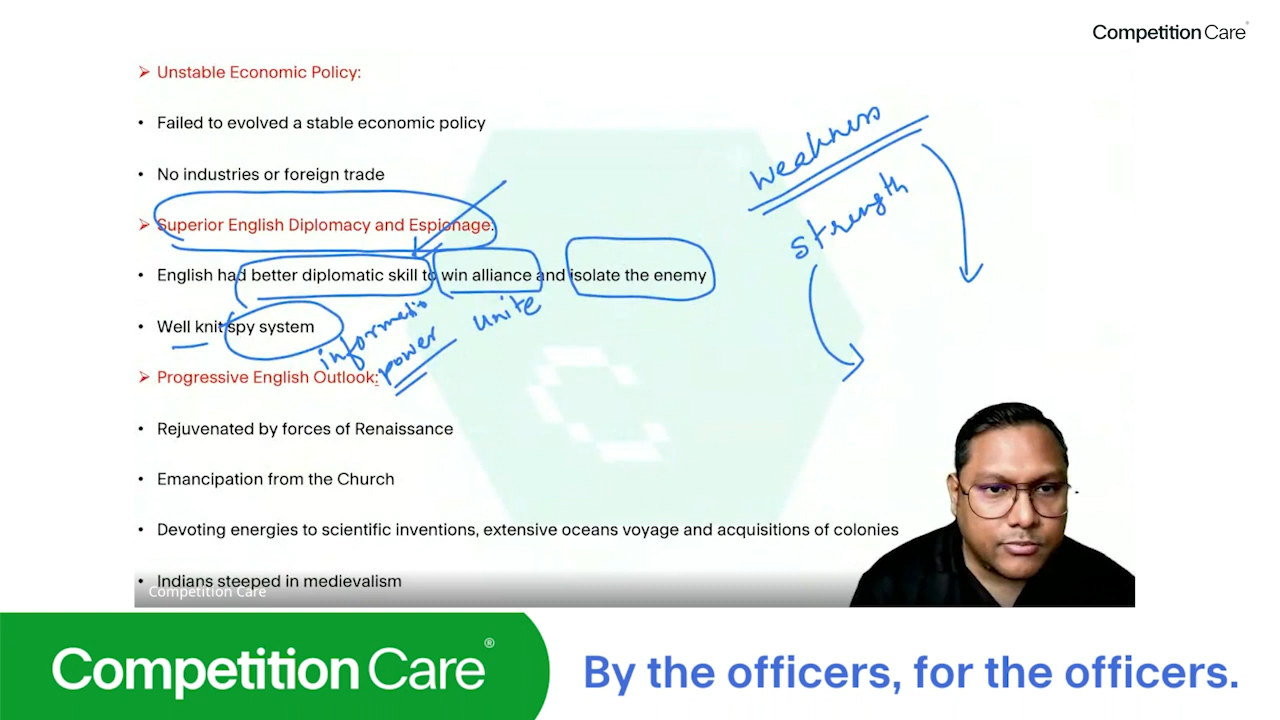 Competition Care
➢ Unstable Economic Policy:
• Failed to evolved a stable economic policy
• No industries or foreign trade
➢ Superior English Diplomacy and Espionage:
• English had better diplomatic skill to win alliance and isolate the enemy
• Well knit spy system
➢ Progressive English Outlook:
• Rejuvenated by forces of Renaissance
• Emancipation from the Church
• Devoting energies to scientific inventions, extensive oceans voyage and acquisitions of colonies
• Indians steeped in medievalism
weakness
strength
unite
power
Competition Care
Competition Care®
By the officers, for the officers.